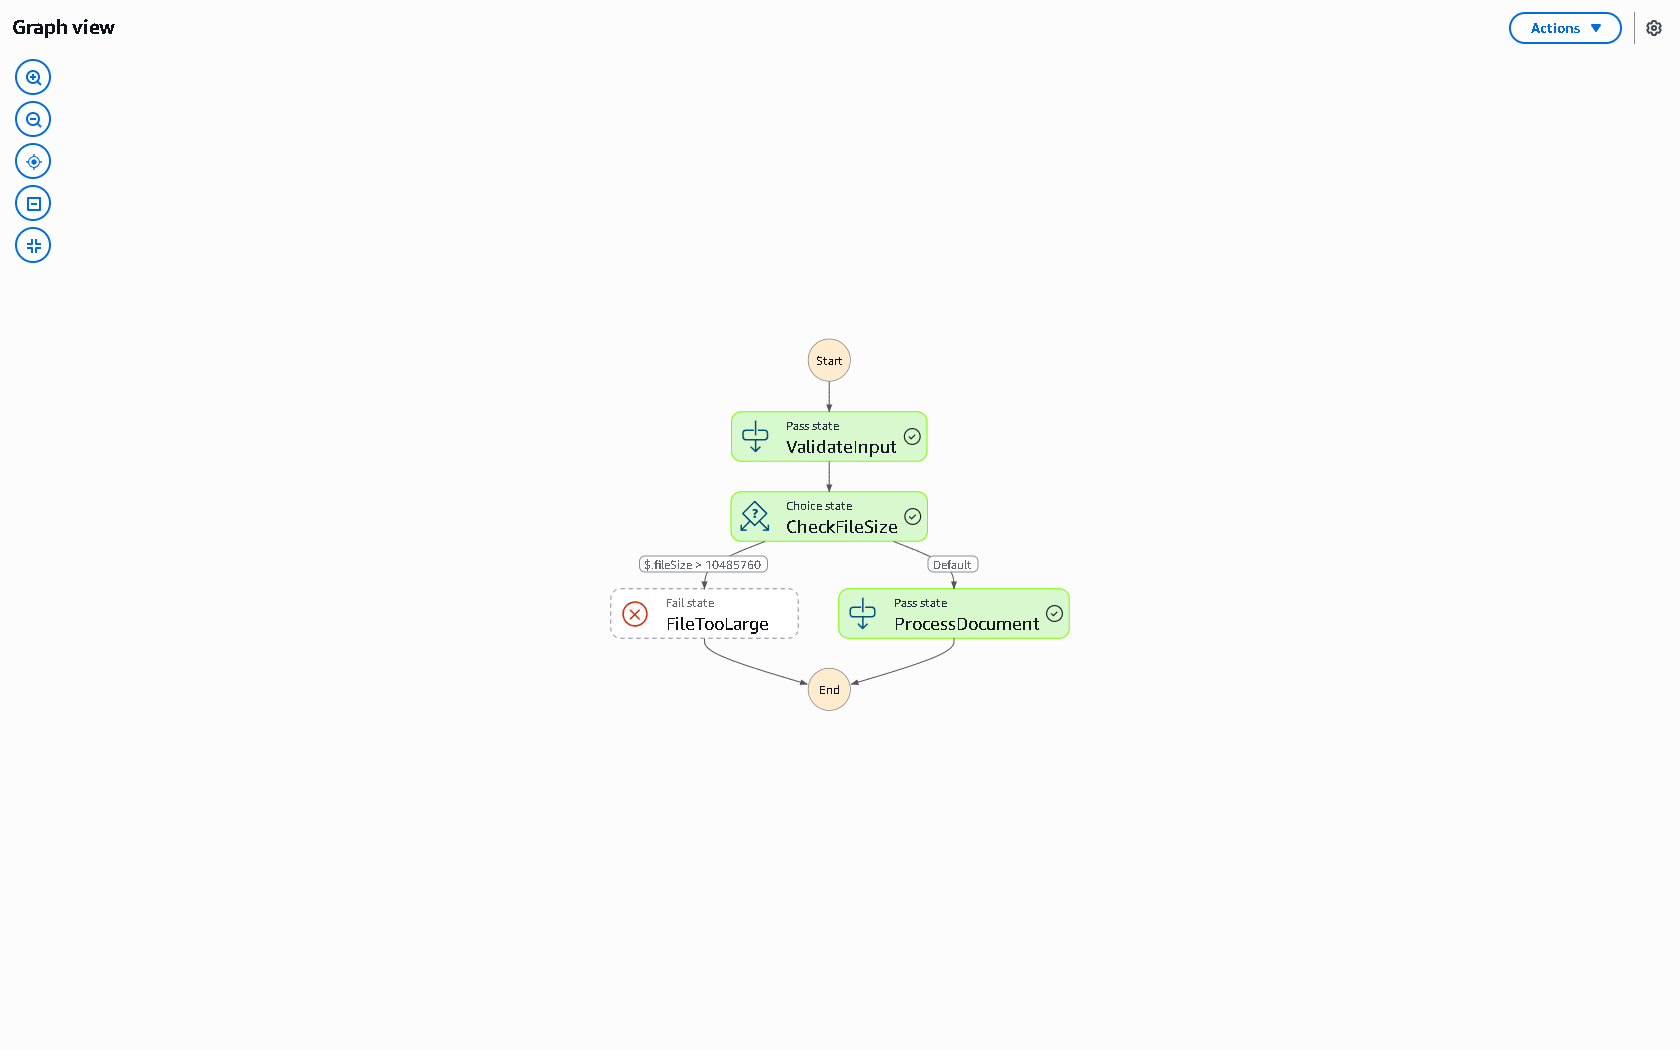 Graph view
Actions
Start
Pass state
ValidateInput
Choice state
CheckFileSize
$.fileSize > 10485760
Default
Fail state
FileTooLarge
Pass state
ProcessDocument
End